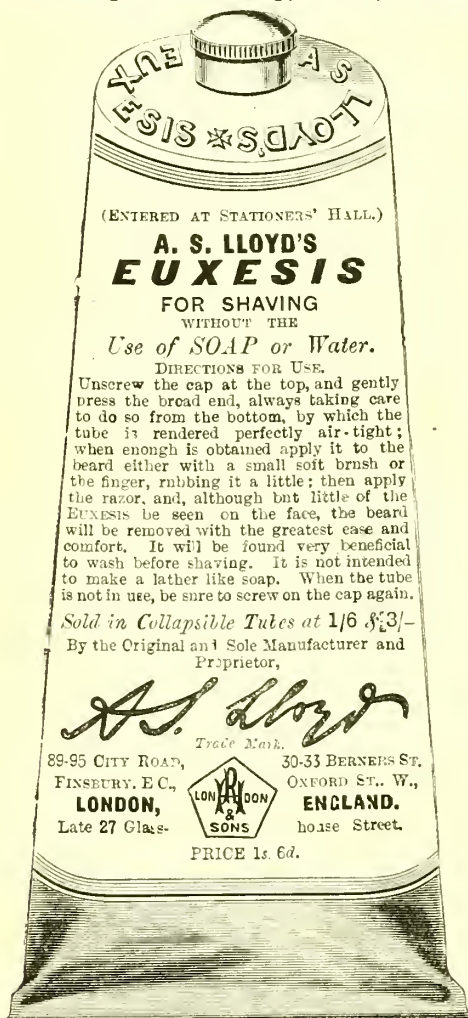 A S LLOYD'S
EUXESIS
(ENTERED AT STATIONERS' HALL.)
A. S. LLOYD'S
EUXESIS
FOR SHAVING
WITHOUT THE
Use of SOAP or Water.
DIRECTIONS FOR USE.
Unscrew the cap at the top, and gently
press the broad end, always taking care
to do so from the bottom, by which the
tube is rendered perfectly air-tight;
when enough is obtained apply it to the
beard either with a small soft brush or
the finger, rubbing it a little; then apply
the razor, and, although but little of the
EUXESIS be seen on the face, the beard
will be removed with the greatest ease and
comfort. It will be found very beneficial
to wash before shaving. It is not intended
to make a lather like soap. When the tube
is not in use, be sure to screw on the cap again.
Sold in Collapsible Tubes at 1/6 & 3/-
By the Original and Sole Manufacturer and
Proprietor,
A.S. Lloyd
Trade Mark.
89-95 CITY ROAD, 30-33 BERNERS ST.
FINSBURY. E C., OXFORD ST.. W.,
LONDON, LONDON ENGLAND.
Late 27 Glass- & SONS house Street.
PRICE 1s. 6d.